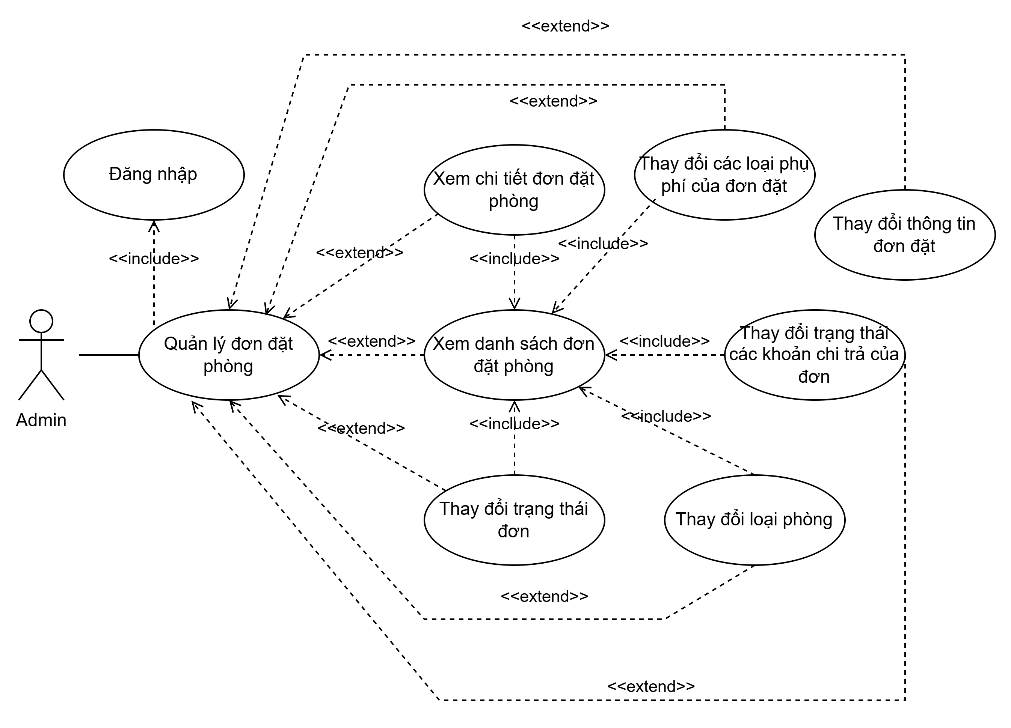 <<extend>>
<<extend>>
Đăng nhập
Xem chi tiết đơn đặt
phòng
Thay đổi các loại phụ
phí của đơn đặt
Thay đổi thông tin
đơn đặt
<<include>>
<<extend>>
<<include>>
<<include>>
Quản lý đơn đặt
phòng
<<extend>>
Xem danh sách đơn
đặt phòng
<<include>>
Thay đổi trạng thái
các khoản chi trả của
đơn
Admin
<<extend>>
<<include>>
<<include>>
Thay đổi trạng thái
đơn
Thay đổi loại phòng
<<extend>>
<<extend>>